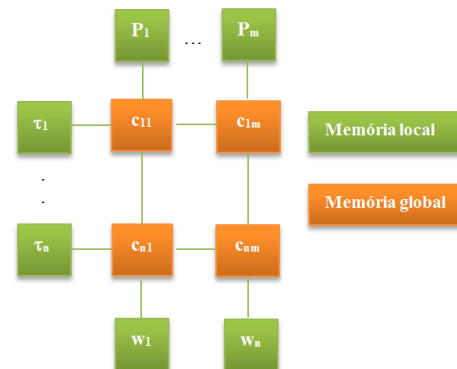 P₁ ... Pₘ
τ₁ c₁₁ c₁ₘ Memória local
.
. Memória global
τₙ cₙ₁ cₙₘ
w₁ wₙ